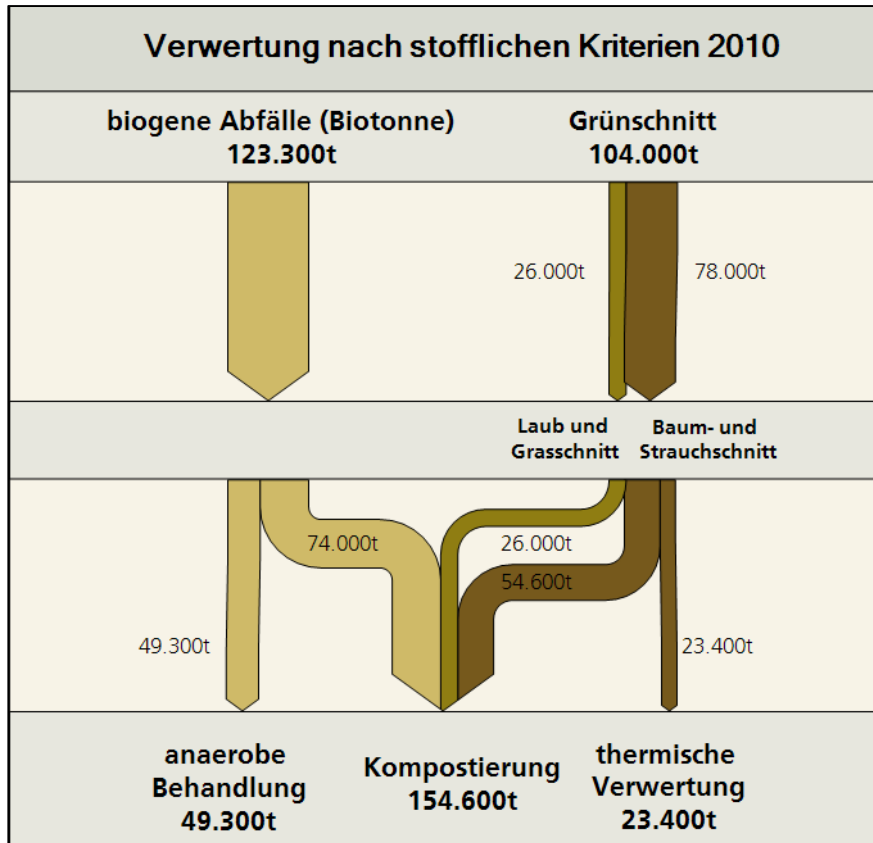 Verwertung nach stofflichen Kriterien 2010
biogene Abfälle (Biotonne)
123.300t
Grünschnitt
104.000t
26.000t
78.000t
Laub und
Grasschnitt
Baum- und
Strauchschnitt
74.000t
26.000t
54.600t
49.300t
23.400t
anaerobe
Behandlung
49.300t
Kompostierung
154.600t
thermische
Verwertung
23.400t